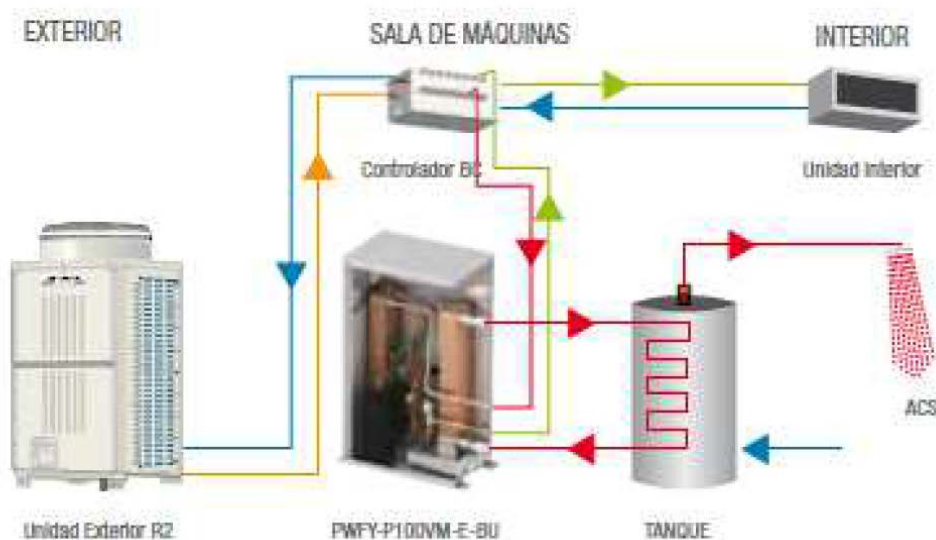 EXTERIOR
SALA DE MÁQUINAS
INTERIOR
Controlador BC
Unidad Interior
ACS
Unidad Exterior R2
PWFY-P100VM-E-BU
TANQUE